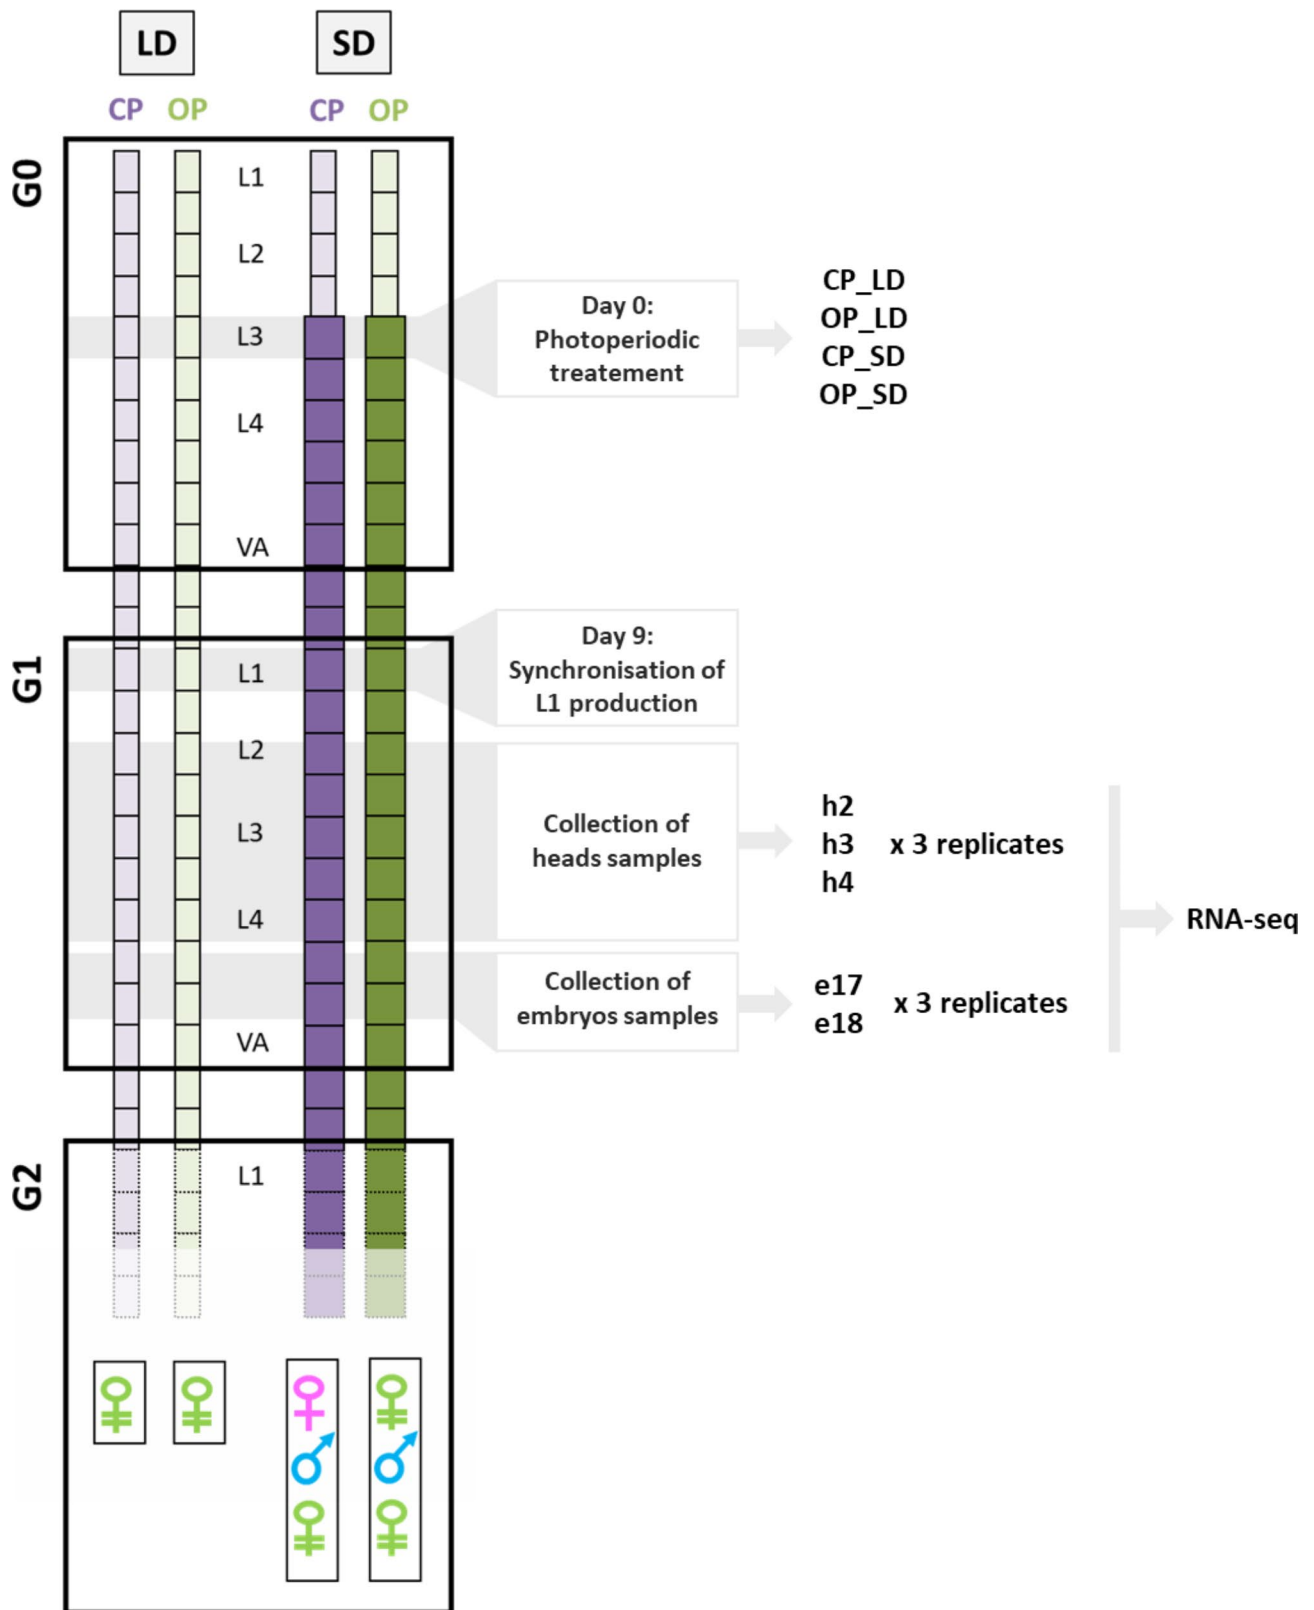 LD
SD
CP OP
CP OP
G0
L1
L2
L3
L4
VA
Day 0:
Photoperiodic
treatement
CP_LD
OP_LD
CP_SD
OP_SD
G1
L1
L2
L3
L4
VA
Day 9:
Synchronisation of
L1 production
Collection of
heads samples
h2
h3
h4
x 3 replicates
Collection of
embryos samples
e17
e18
x 3 replicates
RNA-seq
G2
L1